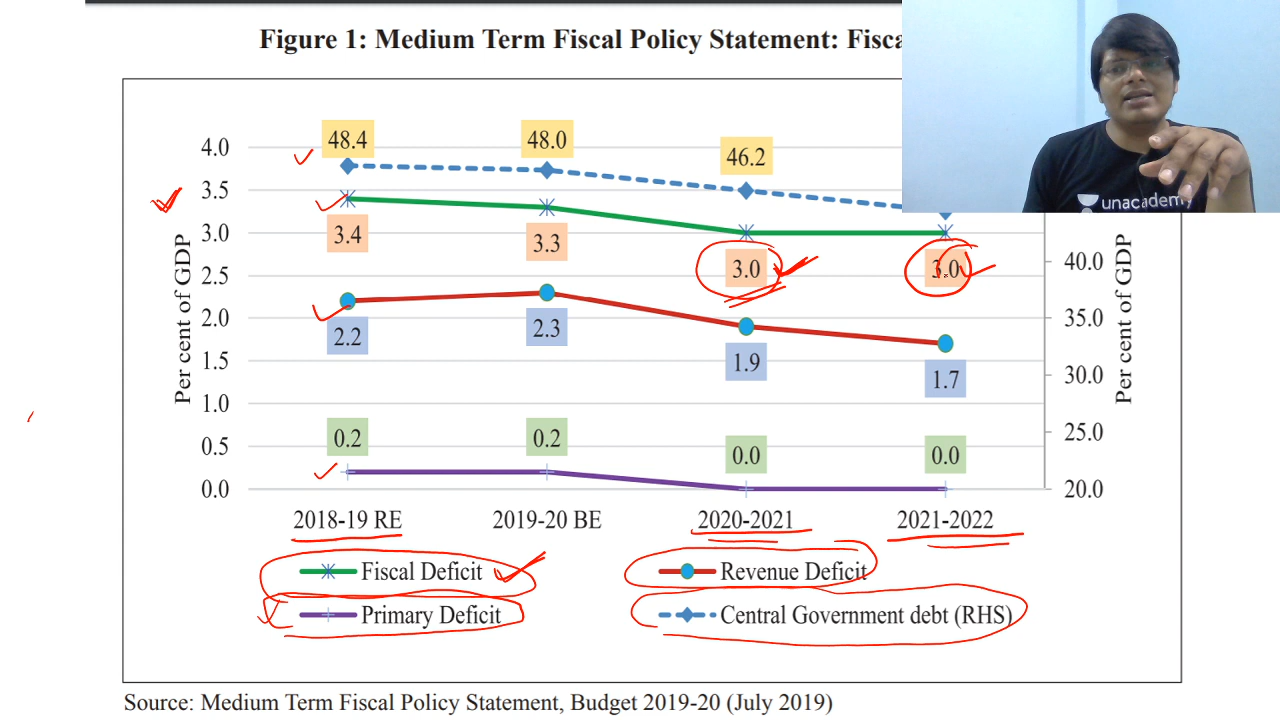 Figure 1: Medium Term Fiscal Policy Statement: Fisca
4.0
3.5
3.0
2.5
2.0
1.5
1.0
0.5
0.0
Per cent of GDP
48.4
48.0
46.2
3.4
3.3
3.0
3.0
2.2
2.3
1.9
1.7
0.2
0.2
0.0
0.0
40.0
35.0
30.0
25.0
20.0
Per cent of GDP
2018-19 RE
2019-20 BE
2020-2021
2021-2022
Fiscal Deficit
Revenue Deficit
Primary Deficit
Central Government debt (RHS)
Source: Medium Term Fiscal Policy Statement, Budget 2019-20 (July 2019)
unacademy